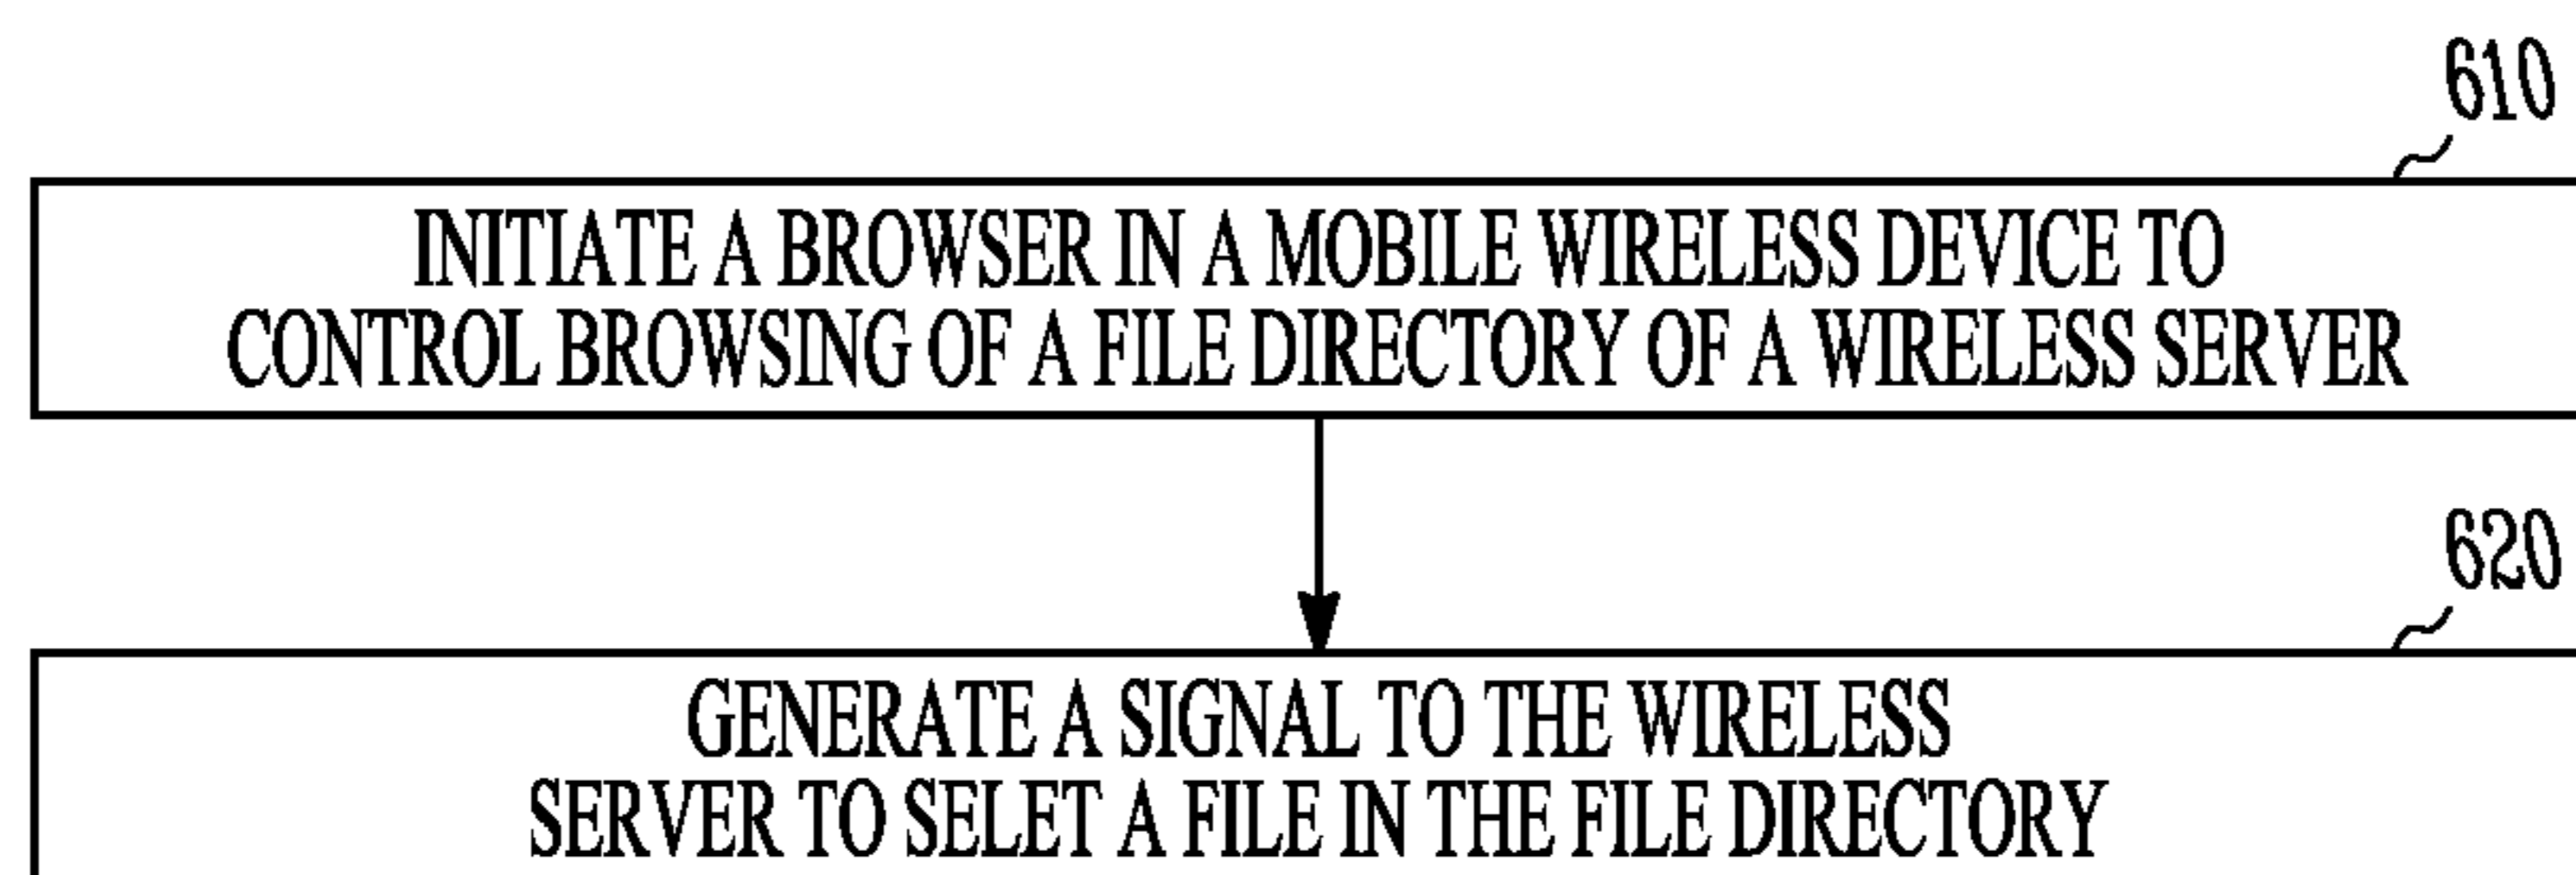 610
INITIATE A BROWSER IN A MOBILE WIRELESS DEVICE TO
CONTROL BROWSING OF A FILE DIRECTORY OF A WIRELESS SERVER
620
GENERATE A SIGNAL TO THE WIRELESS
SERVER TO SELET A FILE IN THE FILE DIRECTORY